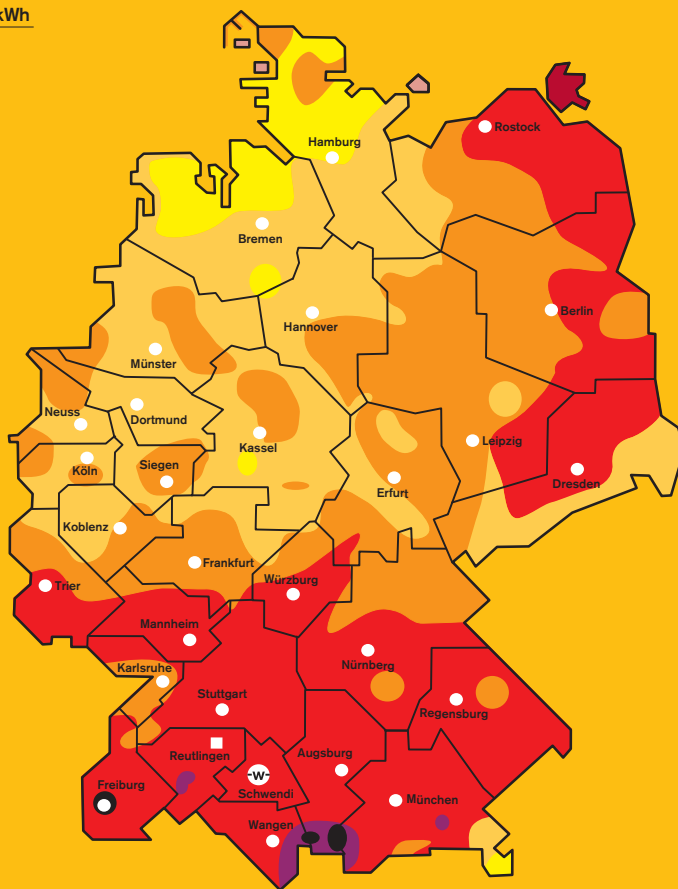 kWh
Rostock
Hamburg
Bremen
Berlin
Hannover
Münster
Neuss
Dortmund
Kassel
Leipzig
Köln
Siegen
Erfurt
Dresden
Koblenz
Frankfurt
Trier
Würzburg
Mannheim
Nürnberg
Karlsruhe
Stuttgart
Regensburg
Reutlingen
Augsburg
-w-
Schwendi
Freiburg
München
Wangen